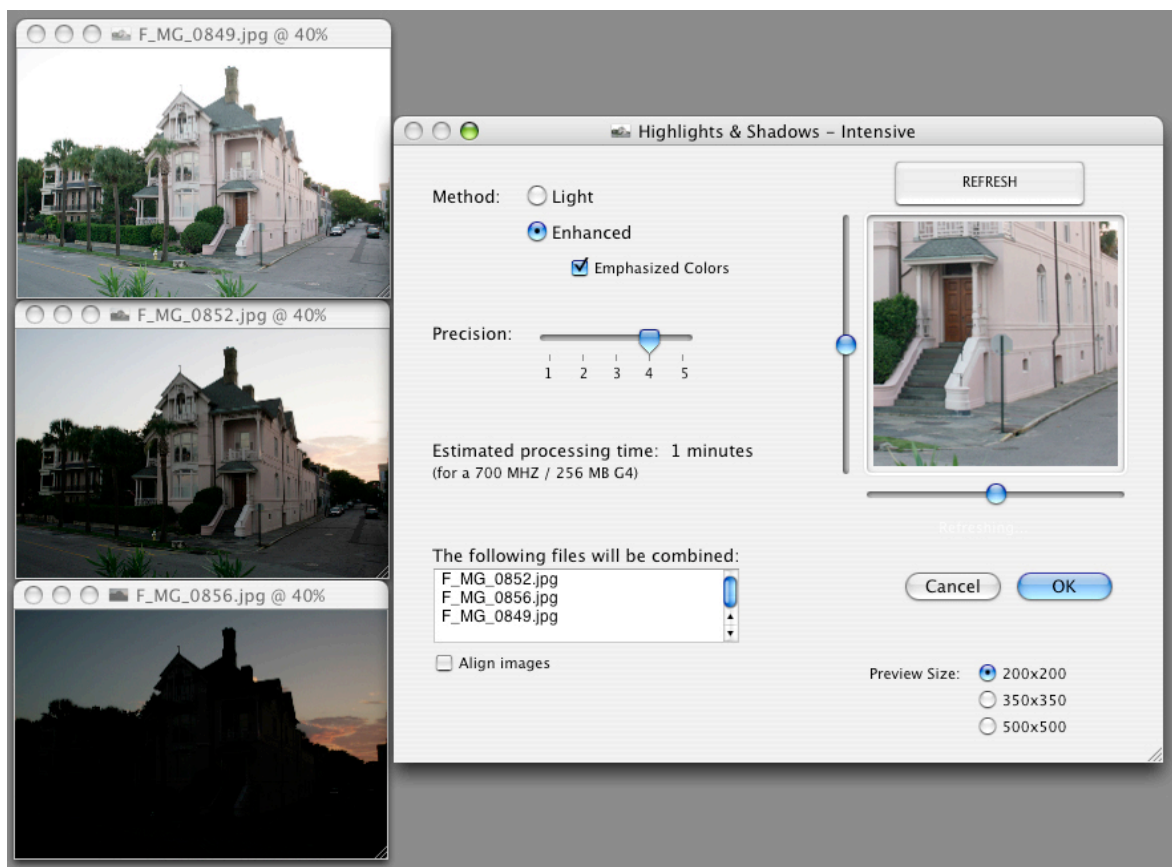 F_MG_0849.jpg @ 40%
F_MG_0852.jpg @ 40%
F_MG_0856.jpg @ 40%
Highlights & Shadows - Intensive
REFRESH
Method:
Light
Enhanced
Emphasized Colors
Precision:
1 2 3 4 5
Estimated processing time: 1 minutes
(for a 700 MHZ / 256 MB G4)
Refreshing...
The following files will be combined:
F_MG_0852.jpg
F_MG_0856.jpg
F_MG_0849.jpg
Align images
Cancel
OK
Preview Size:
200x200
350x350
500x500